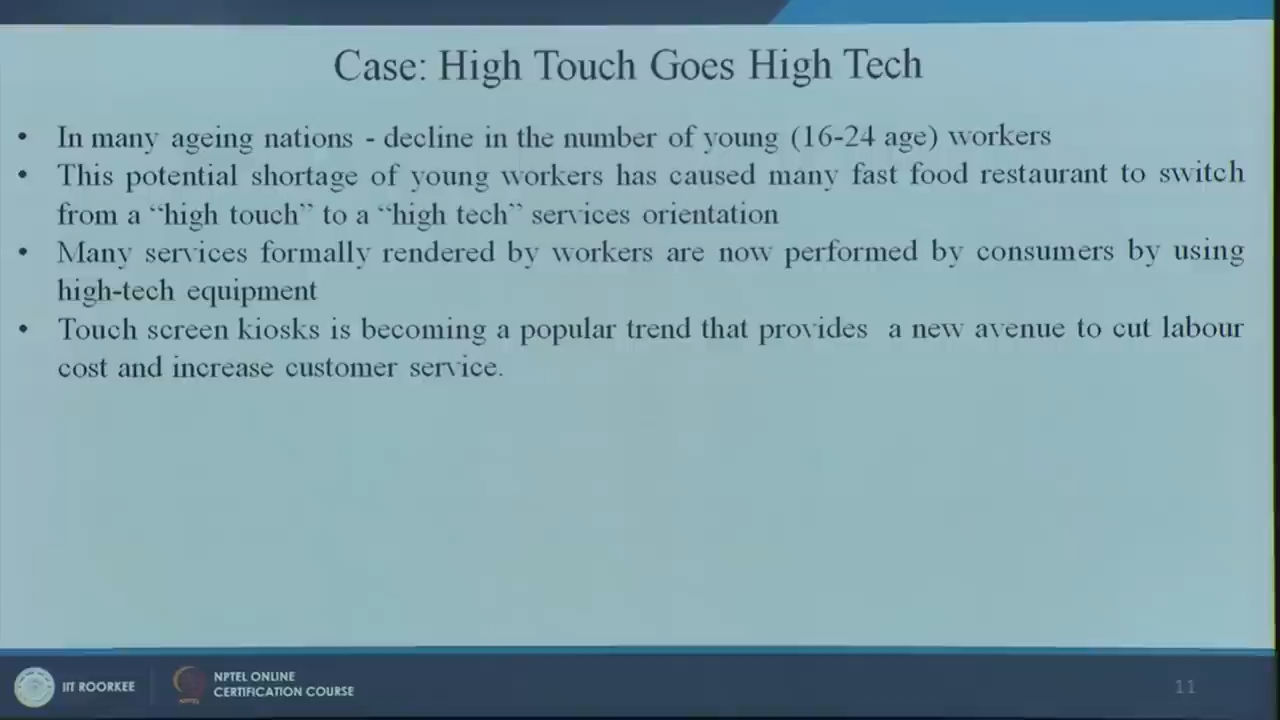 Case: High Touch Goes High Tech
• In many ageing nations - decline in the number of young (16-24 age) workers
• This potential shortage of young workers has caused many fast food restaurant to switch
from a “high touch” to a “high tech” services orientation
• Many services formally rendered by workers are now performed by consumers by using
high-tech equipment
• Touch screen kiosks is becoming a popular trend that provides a new avenue to cut labour
cost and increase customer service.
IIT ROORKEE
NPTEL ONLINE
CERTIFICATION COURSE
11